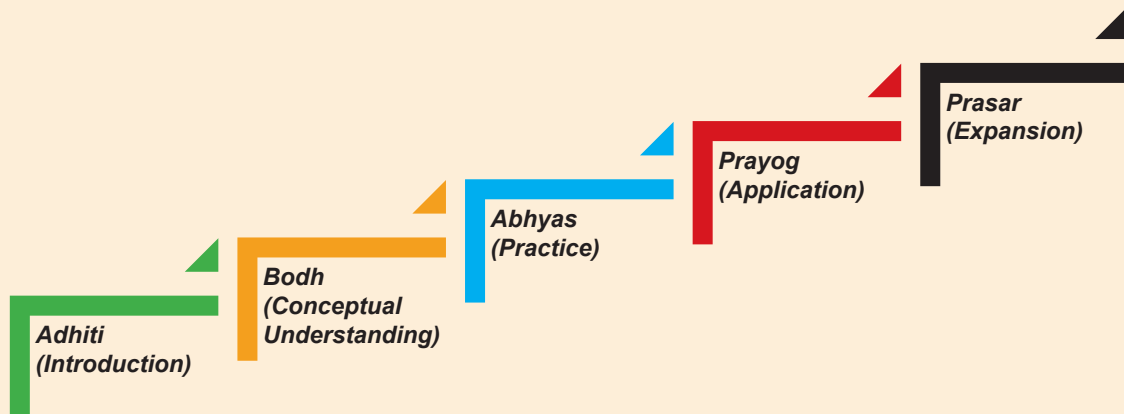 Adhiti
(Introduction)
Bodh
(Conceptual
Understanding)
Abhyas
(Practice)
Prayog
(Application)
Prasar
(Expansion)